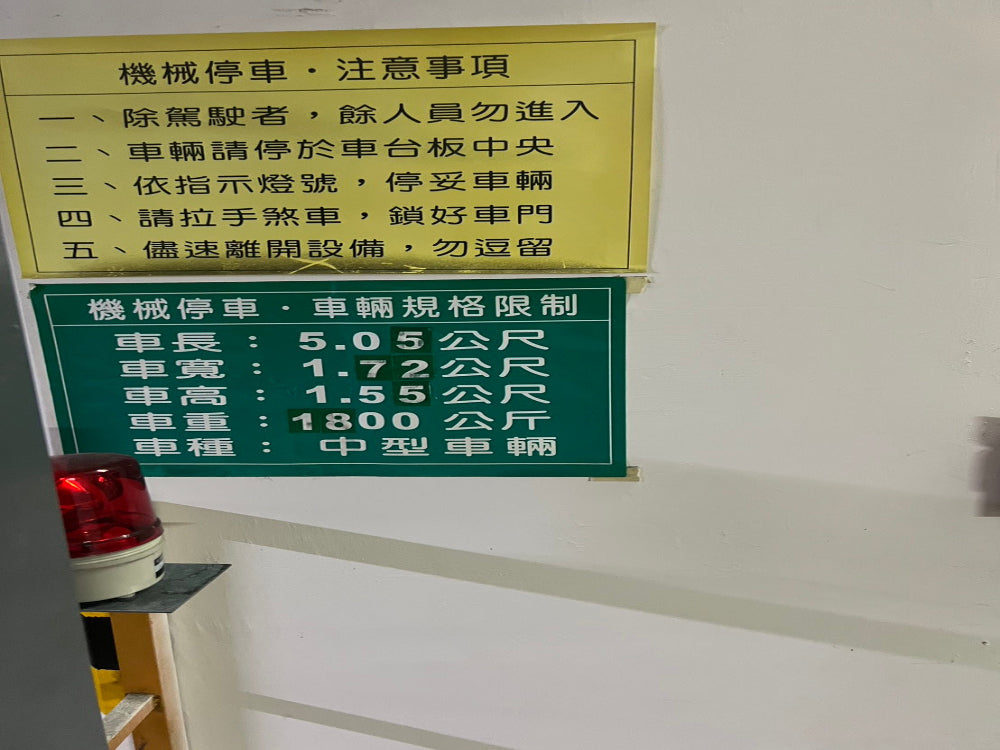 機械停車・注意事項
一、除駕駛者，餘人員勿進入
二、車輛請停於車台板中央
三、依指示燈號，停妥車輛
四、請拉手煞車，鎖好車門
五、儘速離開設備，勿逗留
機械停車・車輛規格限制
車長：5.05公尺
車寬：1.72公尺
車高：1.55公尺
車重：1800公斤
車種：中型車輛